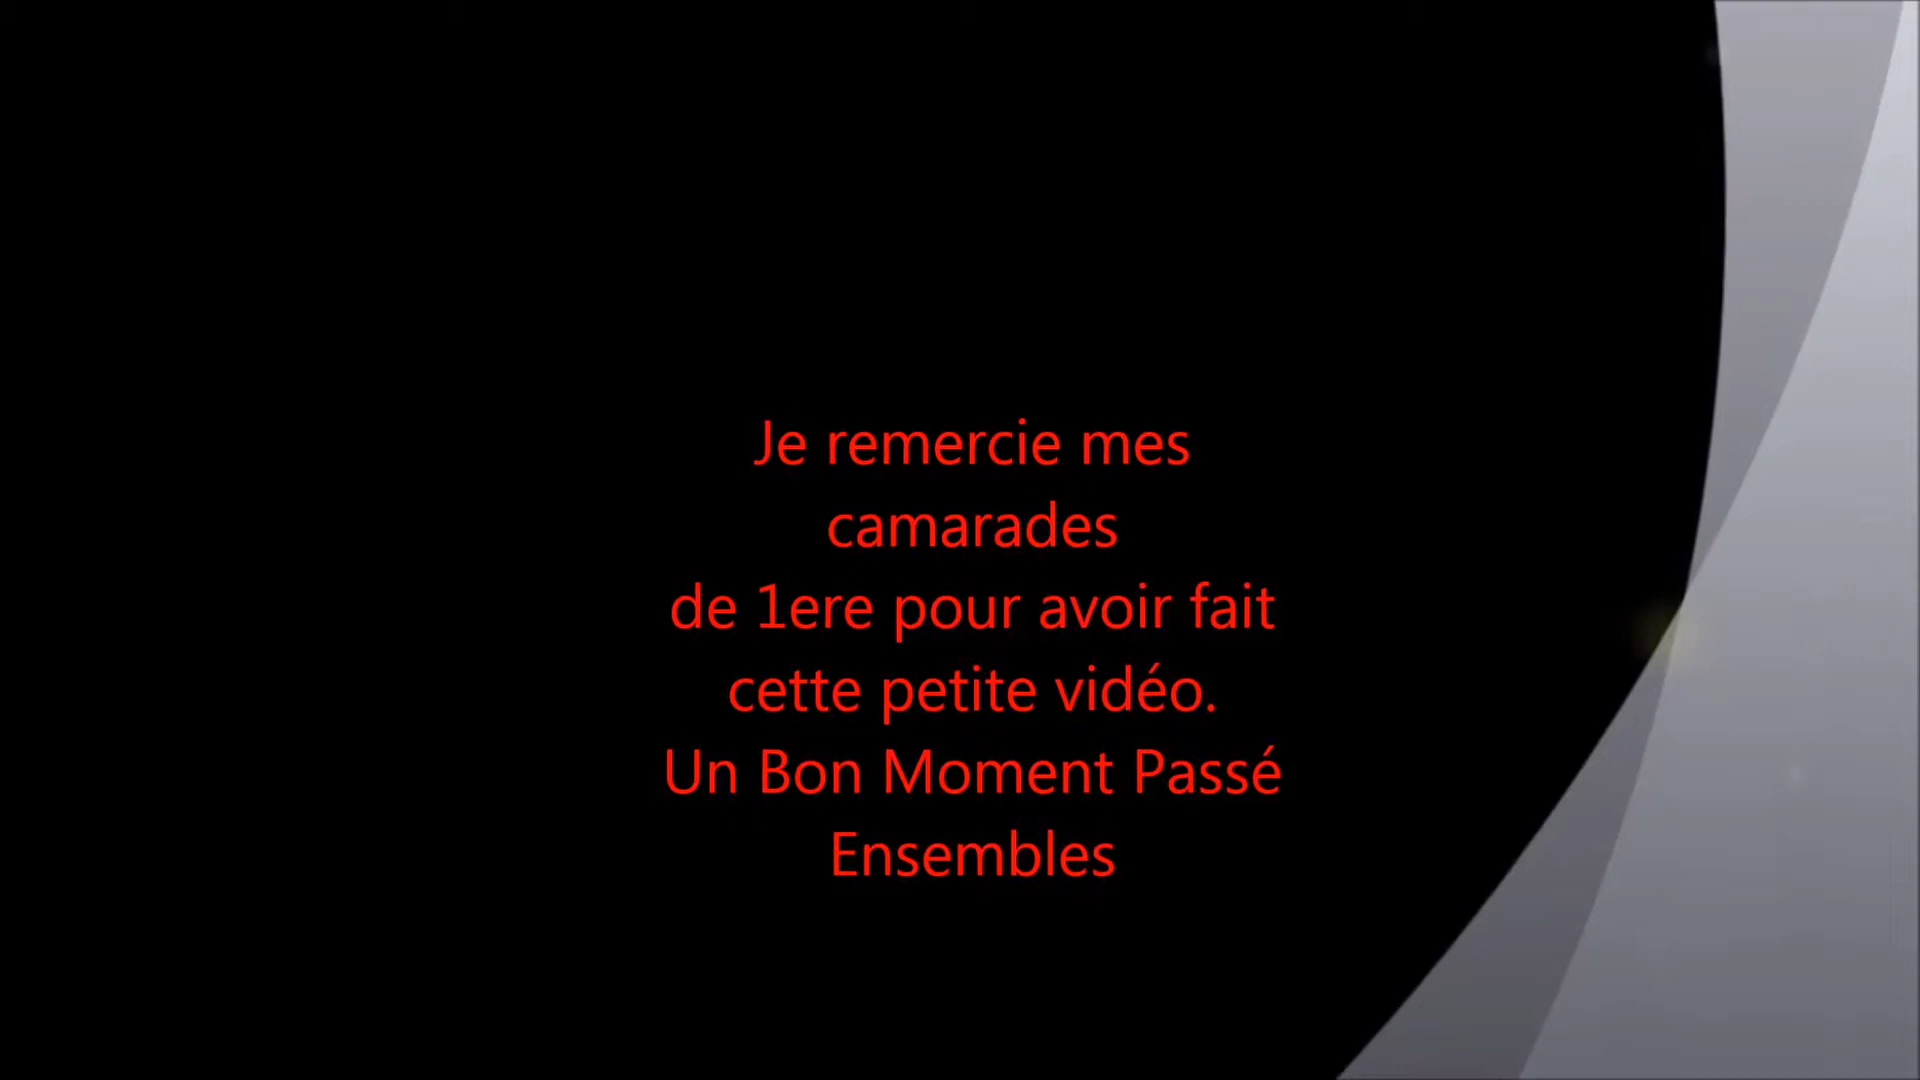 Je remercie mes
camarades
de 1ere pour avoir fait
cette petite vidéo.
Un Bon Moment Passé
Ensembles